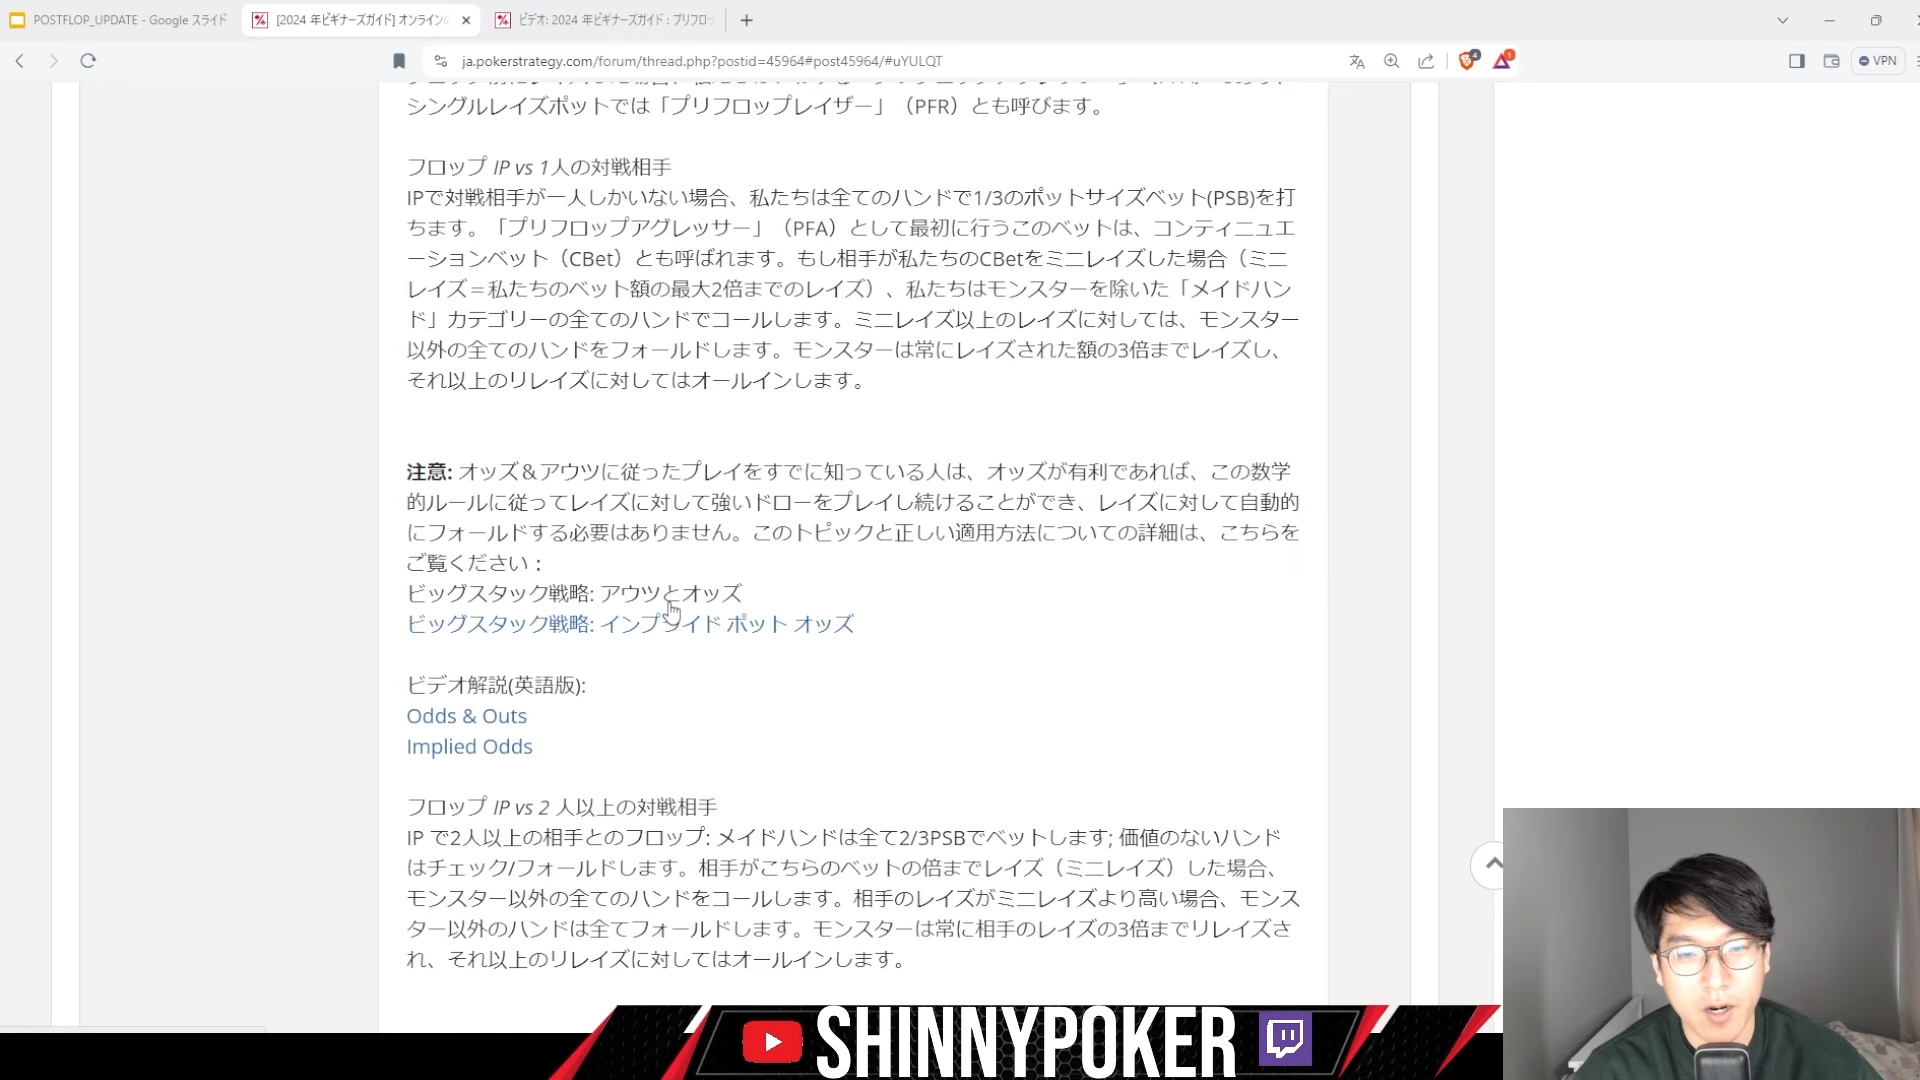 POSTFLOP_UPDATE - Google スライド
[2024 年ビギナーズガイド] オンラインの
ビデオ: 2024 年ビギナーズガイド : プリフロ
ja.pokerstrategy.com/forum/thread.php?postid=45964#post45964/#uYULQT
4
1
VPN
シングルレイズポットでは「プリフロップレイザー」（PFR）とも呼びます。
フロップ IP vs 1人の対戦相手
IPで対戦相手が一人しかいない場合、私たちは全てのハンドで1/3のポットサイズベット(PSB)を打
ちます。「プリフロップアグレッサー」（PFA）として最初に行うこのベットは、コンティニュエ
ーションベット（CBet）とも呼ばれます。もし相手が私たちのCBetをミニレイズした場合（ミニ
レイズ＝私たちのベット額の最大2倍までのレイズ）、私たちはモンスターを除いた「メイドハン
ド」カテゴリーの全てのハンドでコールします。ミニレイズ以上のレイズに対しては、モンスター
以外の全てのハンドをフォールドします。モンスターは常にレイズされた額の3倍までレイズし、
それ以上のリレイズに対してはオールインします。
注意: オッズ＆アウツに従ったプレイをすでに知っている人は、オッズが有利であれば、この数学
的ルールに従ってレイズに対して強いドローをプレイし続けることができ、レイズに対して自動的
にフォールドする必要はありません。このトピックと正しい適用方法についての詳細は、こちらを
ご覧ください：
ビッグスタック戦略: アウツとオッズ
ビッグスタック戦略: インプライド ポット オッズ
ビデオ解説(英語版):
Odds & Outs
Implied Odds
フロップ IP vs 2 人以上の対戦相手
IP で2人以上の相手とのフロップ: メイドハンドは全て2/3PSBでベットします; 価値のないハンド
はチェック/フォールドします。相手がこちらのベットの倍までレイズ（ミニレイズ）した場合、
モンスター以外の全てのハンドをコールします。相手のレイズがミニレイズより高い場合、モンス
ター以外のハンドは全てフォールドします。モンスターは常に相手のレイズの3倍までリレイズさ
れ、それ以上のリレイズに対してはオールインします。
SHINNYPOKER